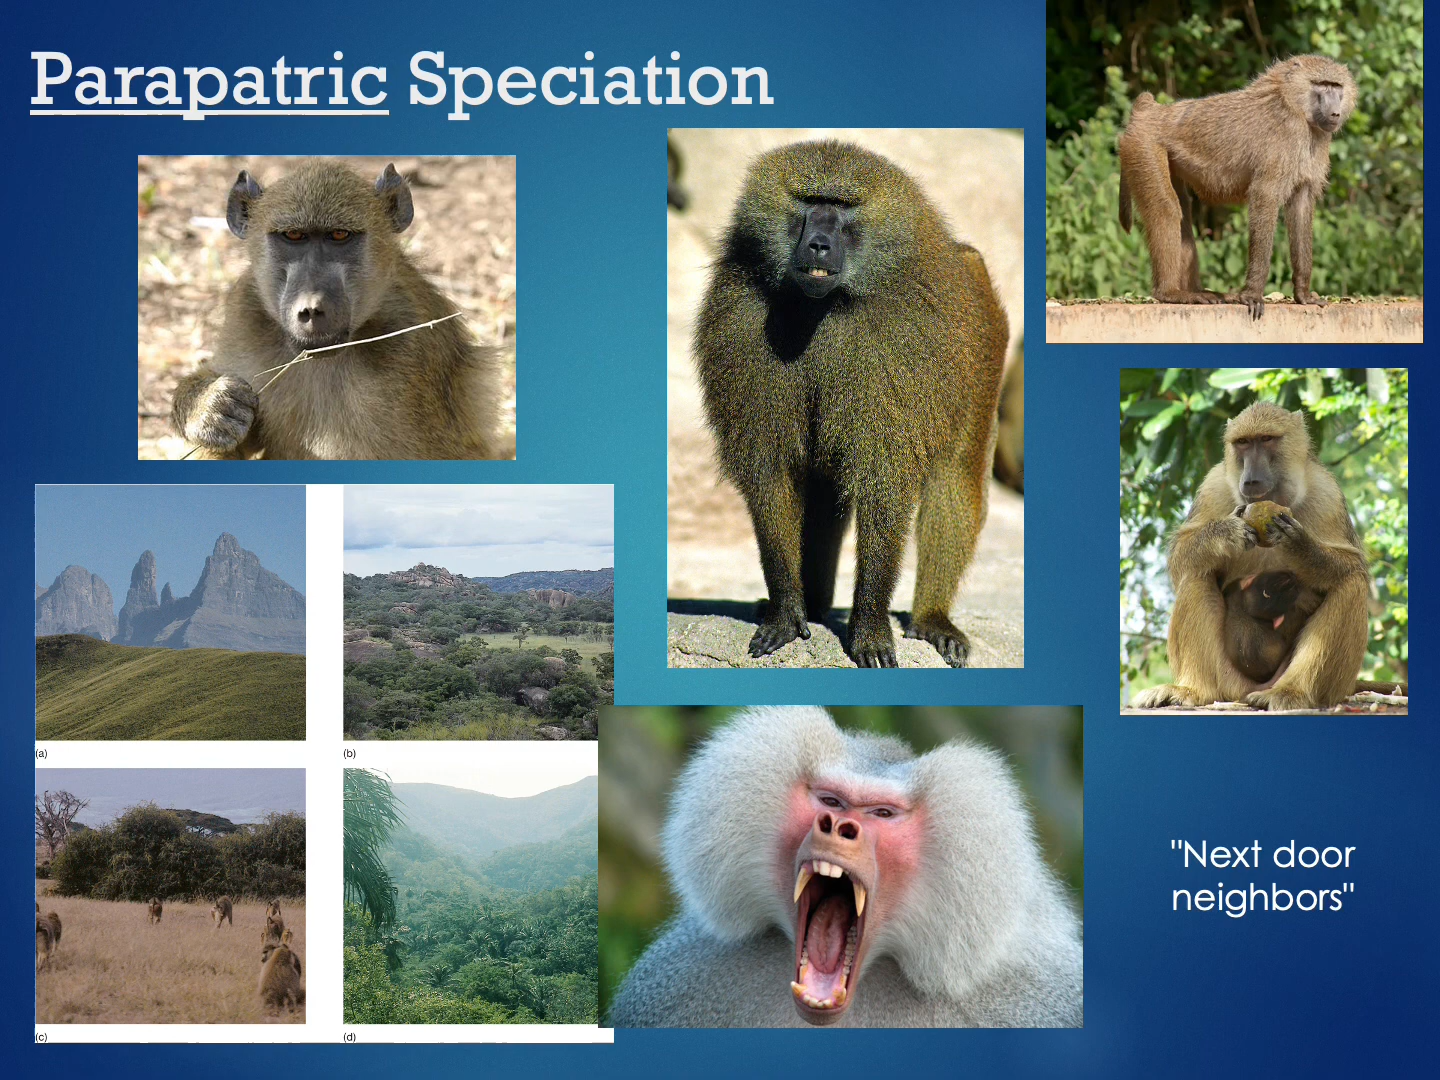 Parapatric Speciation
(a)
(b)
(c)
(d)
"Next door
neighbors"